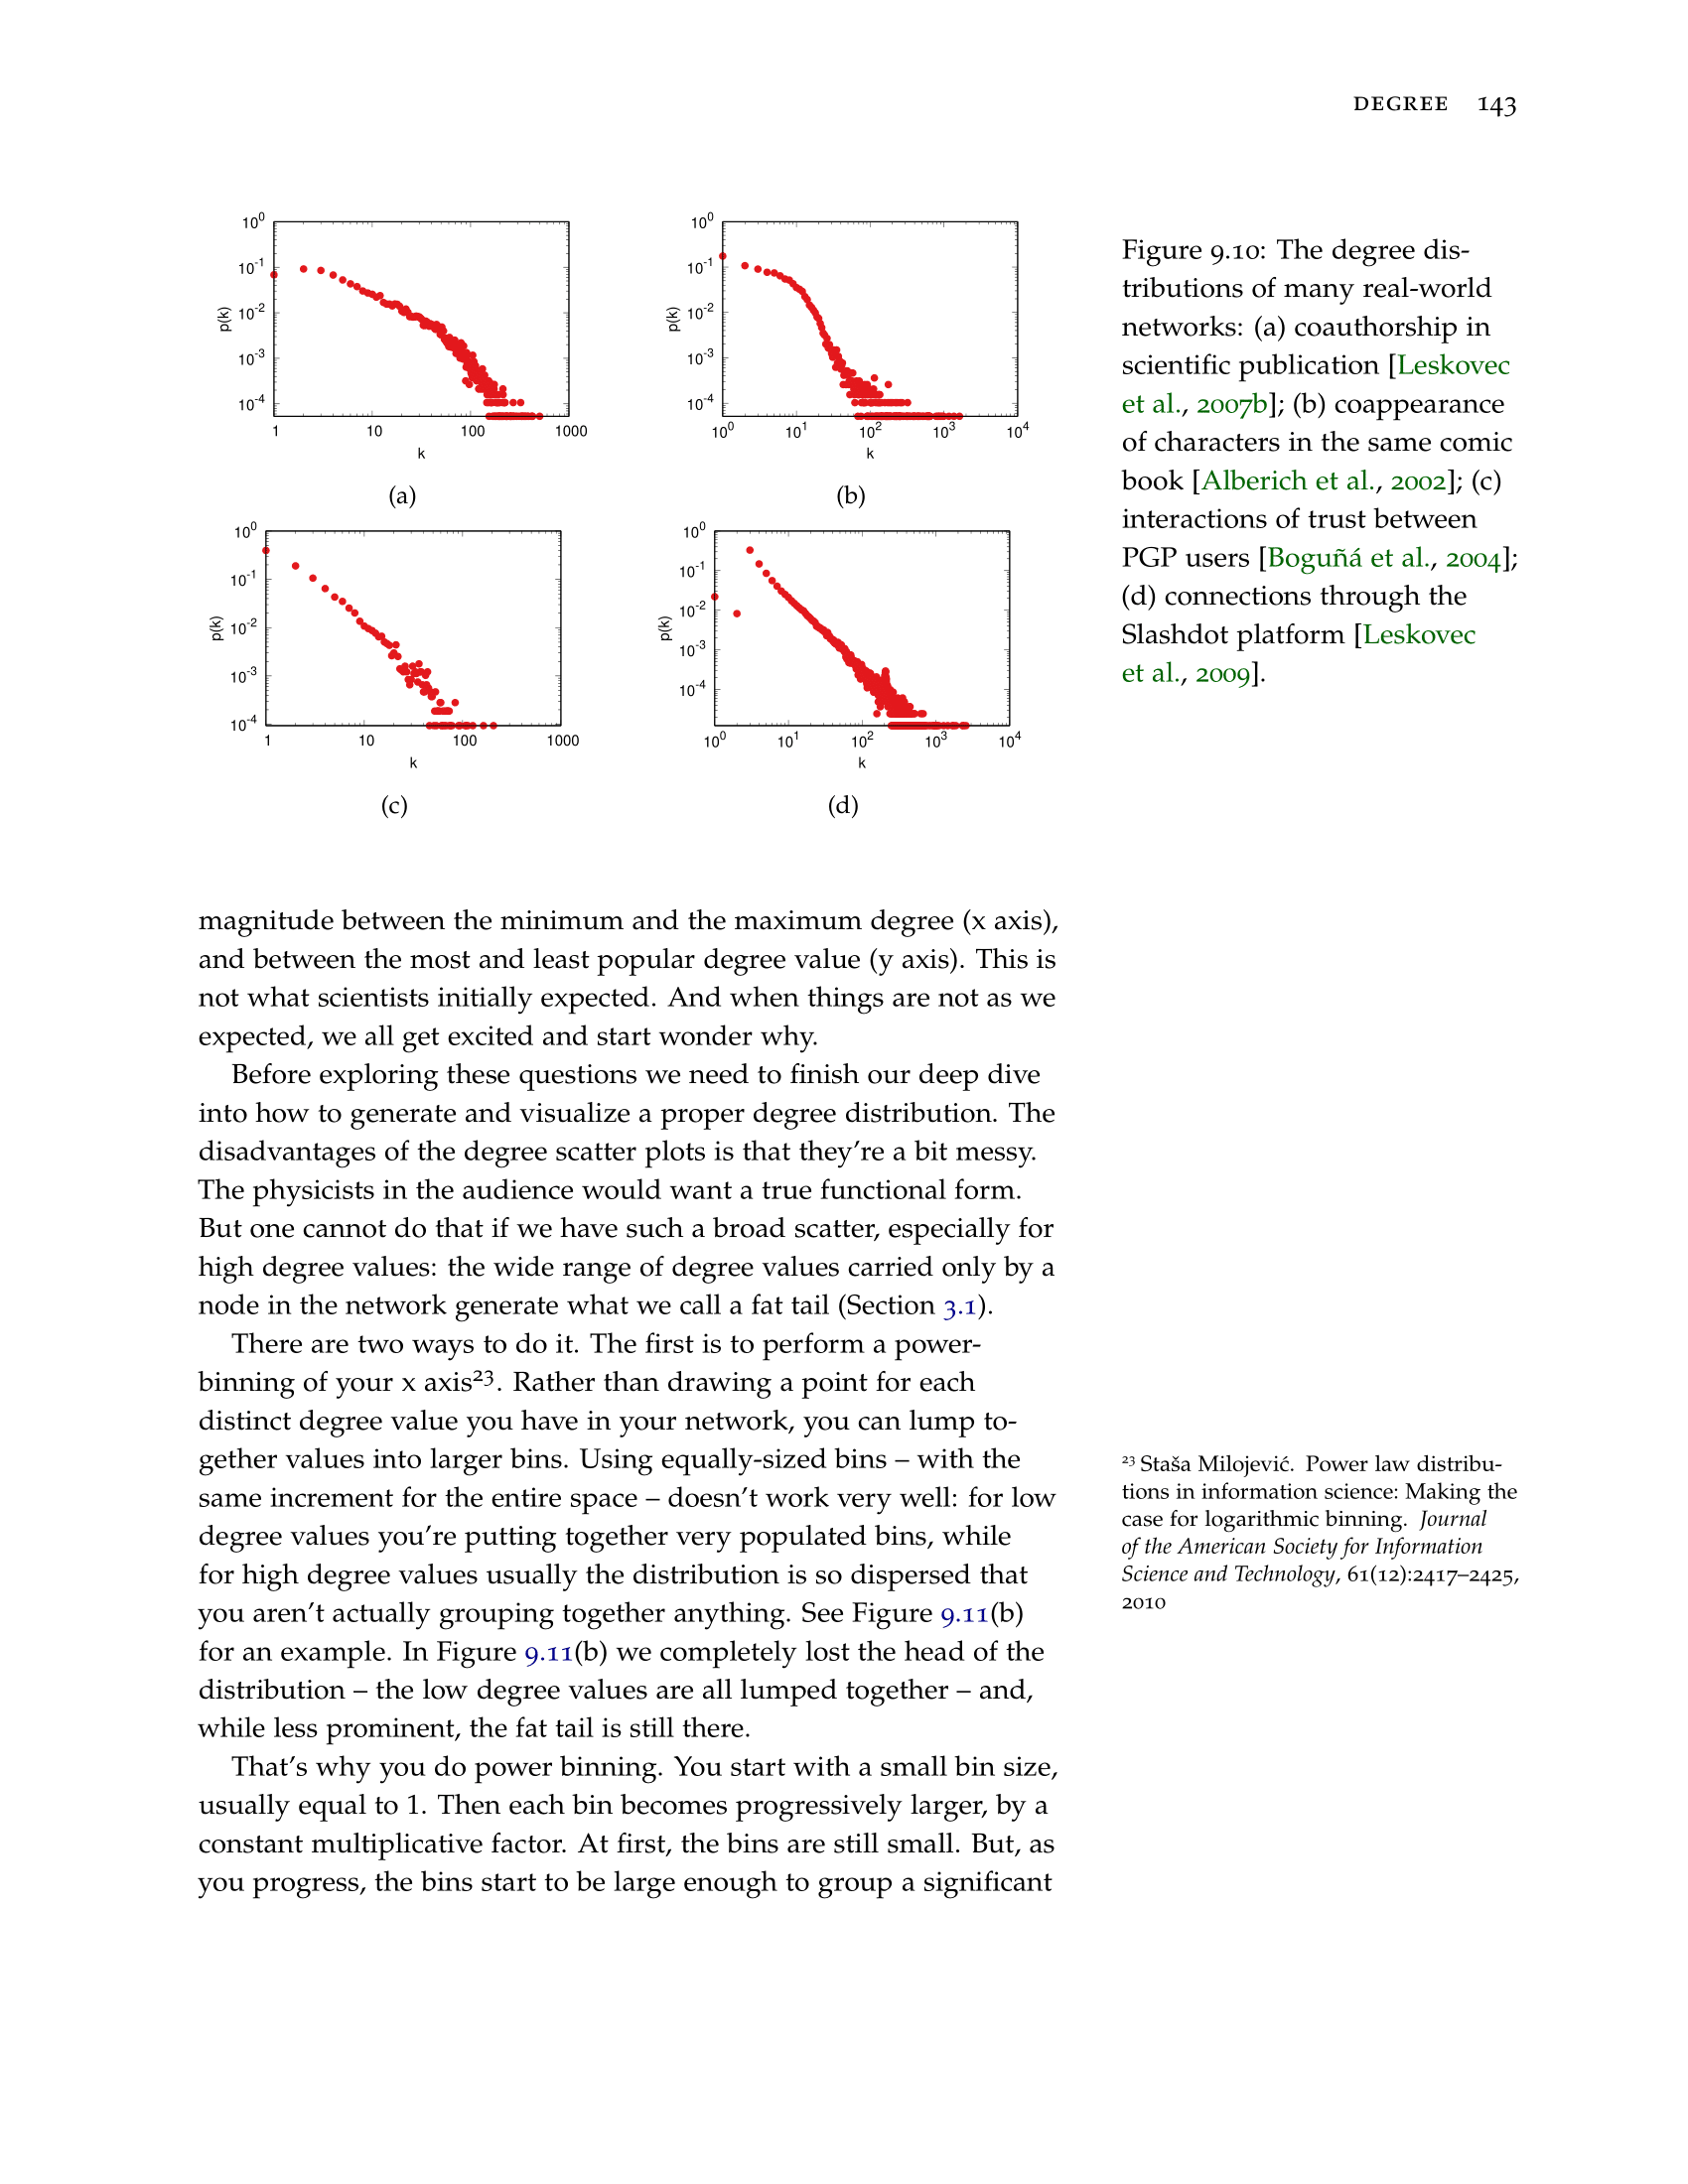 DEGREE 143
10^0
10^-1
10^-2
10^-3
10^-4
p(k)
1 10 100 1000
k
(a)
10^0
10^-1
10^-2
10^-3
10^-4
p(k)
10^0 10^1 10^2 10^3 10^4
k
(b)
10^0
10^-1
10^-2
10^-3
10^-4
p(k)
1 10 100 1000
k
(c)
10^0
10^-1
10^-2
10^-3
10^-4
p(k)
10^0 10^1 10^2 10^3 10^4
k
(d)
Figure 9.10: The degree dis-
tributions of many real-world
networks: (a) coauthorship in
scientific publication [Leskovec
et al., 2007b]; (b) coappearance
of characters in the same comic
book [Alberich et al., 2002]; (c)
interactions of trust between
PGP users [Boguñá et al., 2004];
(d) connections through the
Slashdot platform [Leskovec
et al., 2009].
magnitude between the minimum and the maximum degree (x axis),
and between the most and least popular degree value (y axis). This is
not what scientists initially expected. And when things are not as we
expected, we all get excited and start wonder why.
Before exploring these questions we need to finish our deep dive
into how to generate and visualize a proper degree distribution. The
disadvantages of the degree scatter plots is that they're a bit messy.
The physicists in the audience would want a true functional form.
But one cannot do that if we have such a broad scatter, especially for
high degree values: the wide range of degree values carried only by a
node in the network generate what we call a fat tail (Section 3.1).
There are two ways to do it. The first is to perform a power-
binning of your x axis²³. Rather than drawing a point for each
distinct degree value you have in your network, you can lump to-
gether values into larger bins. Using equally-sized bins – with the
same increment for the entire space – doesn't work very well: for low
degree values you're putting together very populated bins, while
for high degree values usually the distribution is so dispersed that
you aren't actually grouping together anything. See Figure 9.11(b)
for an example. In Figure 9.11(b) we completely lost the head of the
distribution – the low degree values are all lumped together – and,
while less prominent, the fat tail is still there.
That's why you do power binning. You start with a small bin size,
usually equal to 1. Then each bin becomes progressively larger, by a
constant multiplicative factor. At first, the bins are still small. But, as
you progress, the bins start to be large enough to group a significant
²³ Staša Milojević. Power law distribu-
tions in information science: Making the
case for logarithmic binning. Journal
of the American Society for Information
Science and Technology, 61(12):2417–2425,
2010